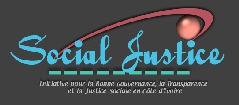 Social Justice
Initiative pour la Bonne Gouvernance, la Transparence
et la Justice sociale en côte d'Ivoire